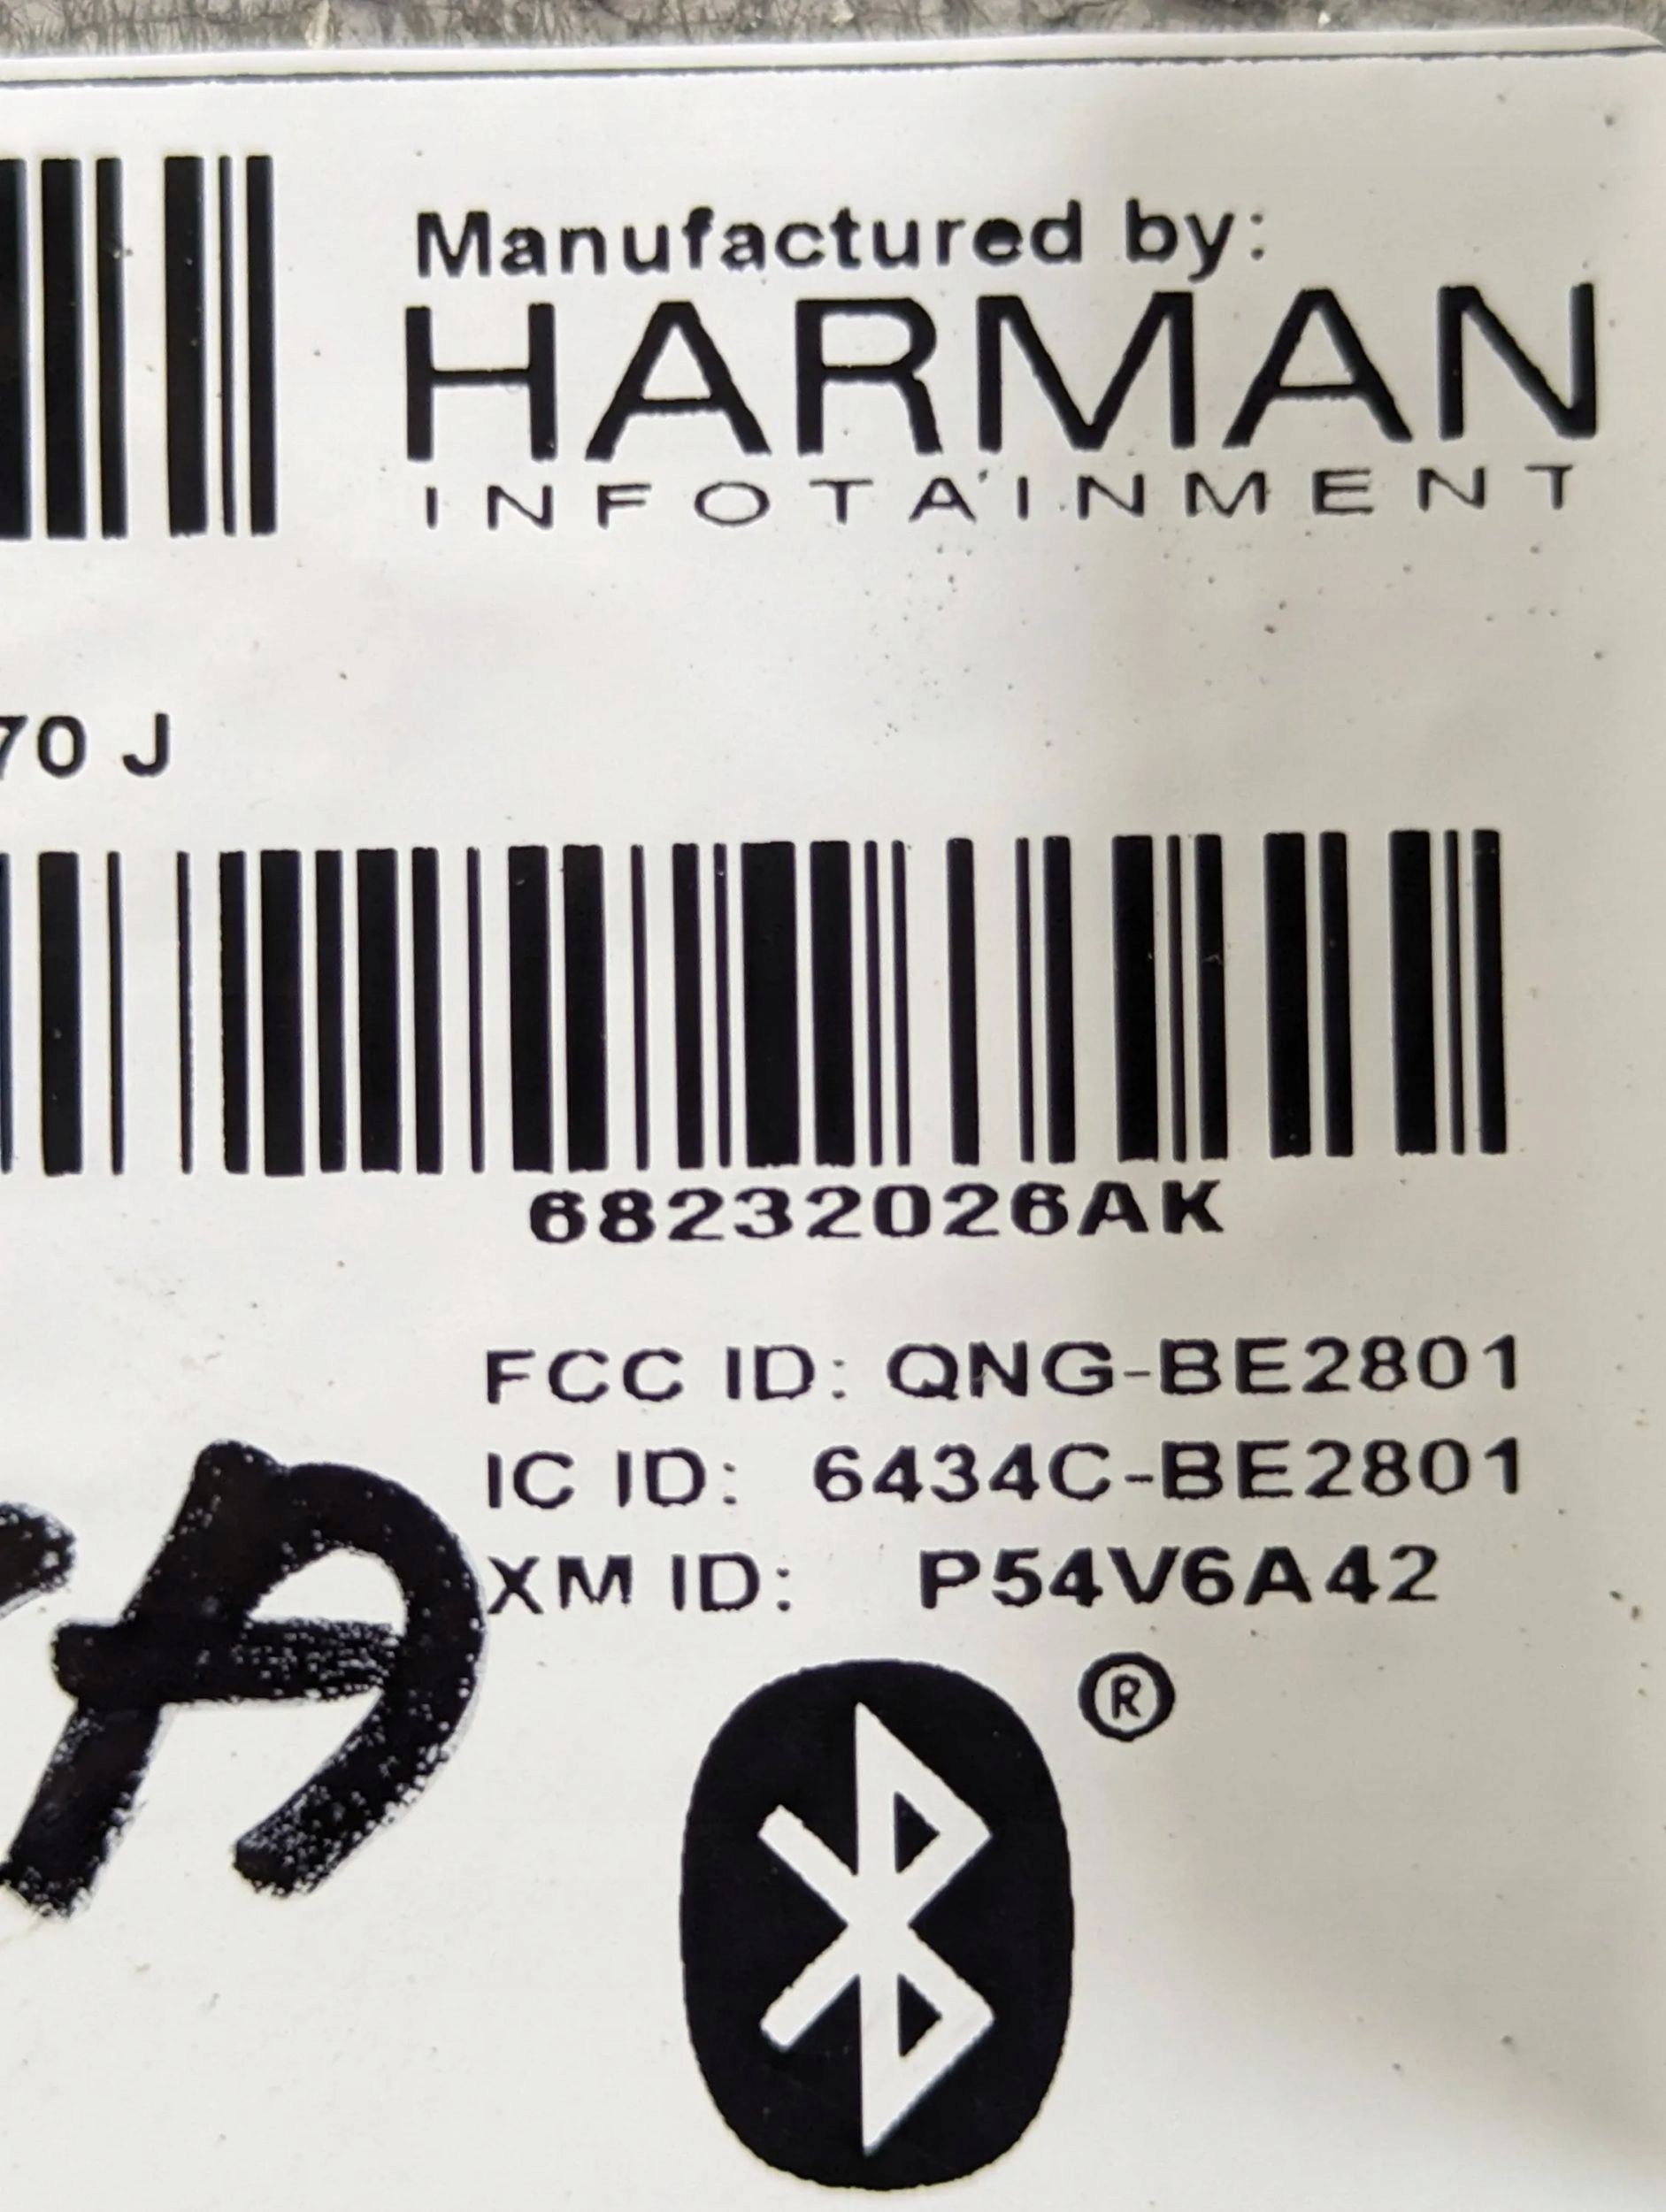 Manufactured by:
HARMAN
INFOTAINMENT
70 J
68232026AK
FCC ID: QNG-BE2801
IC ID: 6434C-BE2801
XM ID: P54V6A42
®
A